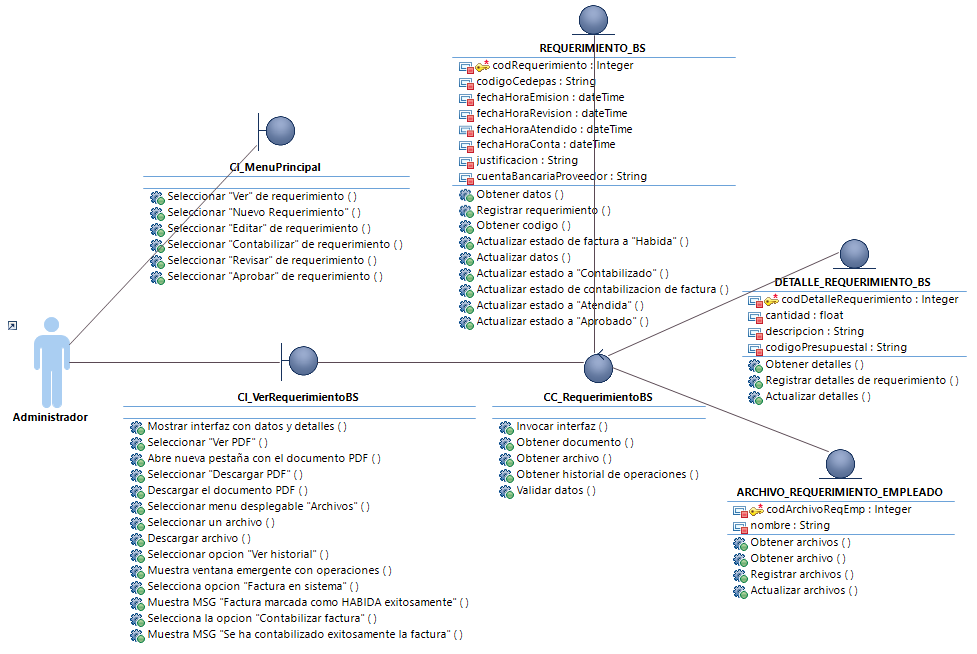 REQUERIMIENTO_BS
codRequerimiento : Integer
codigoCedepas : String
fechaHoraEmision : dateTime
fechaHoraRevision : dateTime
fechaHoraAtendido : dateTime
fechaHoraConta : dateTime
justificacion : String
cuentaBancariaProveedor : String
Obtener datos ( )
Registrar requerimiento ( )
Obtener codigo ( )
Actualizar estado de factura a "Habida" ( )
Actualizar datos ( )
Actualizar estado a "Contabilizado" ( )
Actualizar estado de contabilizacion de factura ( )
Actualizar estado a "Atendida" ( )
Actualizar estado a "Aprobado" ( )
CI_MenuPrincipal
Seleccionar "Ver" de requerimiento ( )
Seleccionar "Nuevo Requerimiento" ( )
Seleccionar "Editar" de requerimiento ( )
Seleccionar "Contabilizar" de requerimiento ( )
Seleccionar "Revisar" de requerimiento ( )
Seleccionar "Aprobar" de requerimiento ( )
DETALLE_REQUERIMIENTO_BS
codDetalleRequerimiento : Integer
cantidad : float
descripcion : String
codigoPresupuestal : String
Obtener detalles ( )
Registrar detalles de requerimiento ( )
Actualizar detalles ( )
Administrador
CI_VerRequerimientoBS
Mostrar interfaz con datos y detalles ( )
Seleccionar "Ver PDF" ( )
Abre nueva pestaña con el documento PDF ( )
Seleccionar "Descargar PDF" ( )
Descargar el documento PDF ( )
Seleccionar menu desplegable "Archivos" ( )
Seleccionar un archivo ( )
Descargar archivo ( )
Seleccionar opcion "Ver historial" ( )
Muestra ventana emergente con operaciones ( )
Selecciona opcion "Factura en sistema" ( )
Muestra MSG "Factura marcada como HABIDA exitosamente" ( )
Selecciona la opcion "Contabilizar factura" ( )
Muestra MSG "Se ha contabilizado exitosamente la factura" ( )
CC_RequerimientoBS
Invocar interfaz ( )
Obtener documento ( )
Obtener archivo ( )
Obtener historial de operaciones ( )
Validar datos ( )
ARCHIVO_REQUERIMIENTO_EMPLEADO
codArchivoReqEmp : Integer
nombre : String
Obtener archivos ( )
Obtener archivo ( )
Registrar archivos ( )
Actualizar archivos ( )